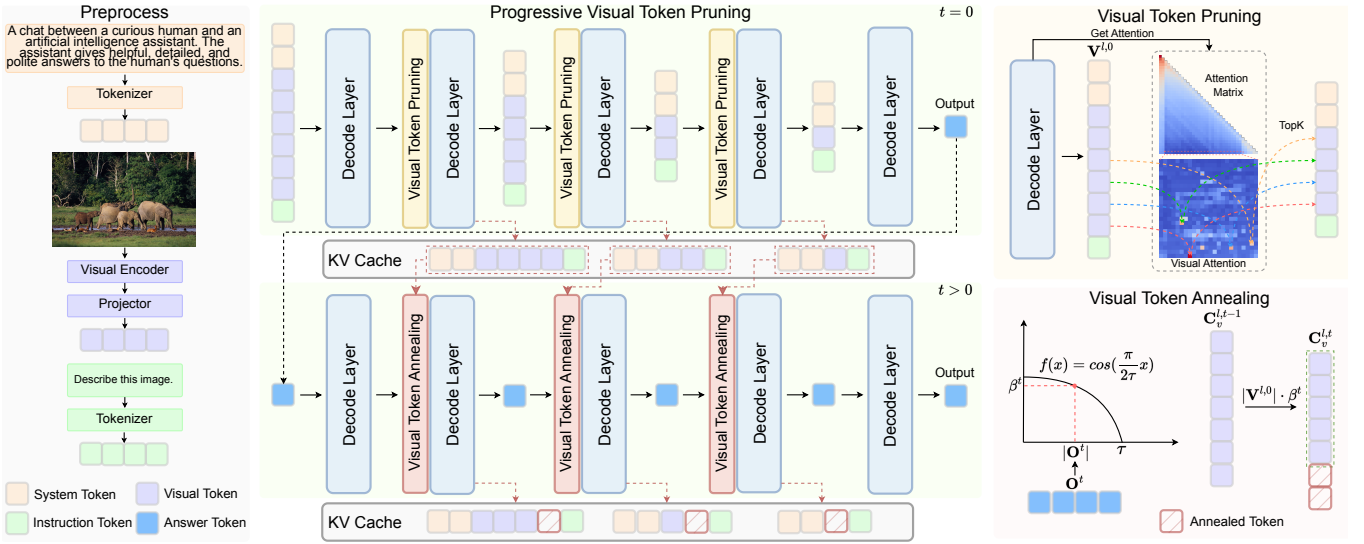 Preprocess
A chat between a curious human and an
artificial intelligence assistant. The
assistant gives helpful, detailed, and
polite answers to the human's questions.
Tokenizer
Visual Encoder
Projector
Describe this image.
Tokenizer
System Token
Visual Token
Instruction Token
Answer Token
Progressive Visual Token Pruning
t = 0
Decode Layer
Visual Token Pruning
Decode Layer
Visual Token Pruning
Decode Layer
Visual Token Pruning
Decode Layer
Decode Layer
Output
KV Cache
t > 0
Decode Layer
Visual Token Annealing
Decode Layer
Visual Token Annealing
Decode Layer
Visual Token Annealing
Decode Layer
Decode Layer
Output
KV Cache
Visual Token Pruning
Get Attention
V^{l,0}
Decode Layer
Attention
Matrix
TopK
Visual Attention
Visual Token Annealing
C_v^{l,t-1}
C_v^{l,t}
f(x) = cos(\frac{π}{2τ}x)
β^t
|V^{l,0}| · β^t
|O^t|
τ
O^t
Annealed Token